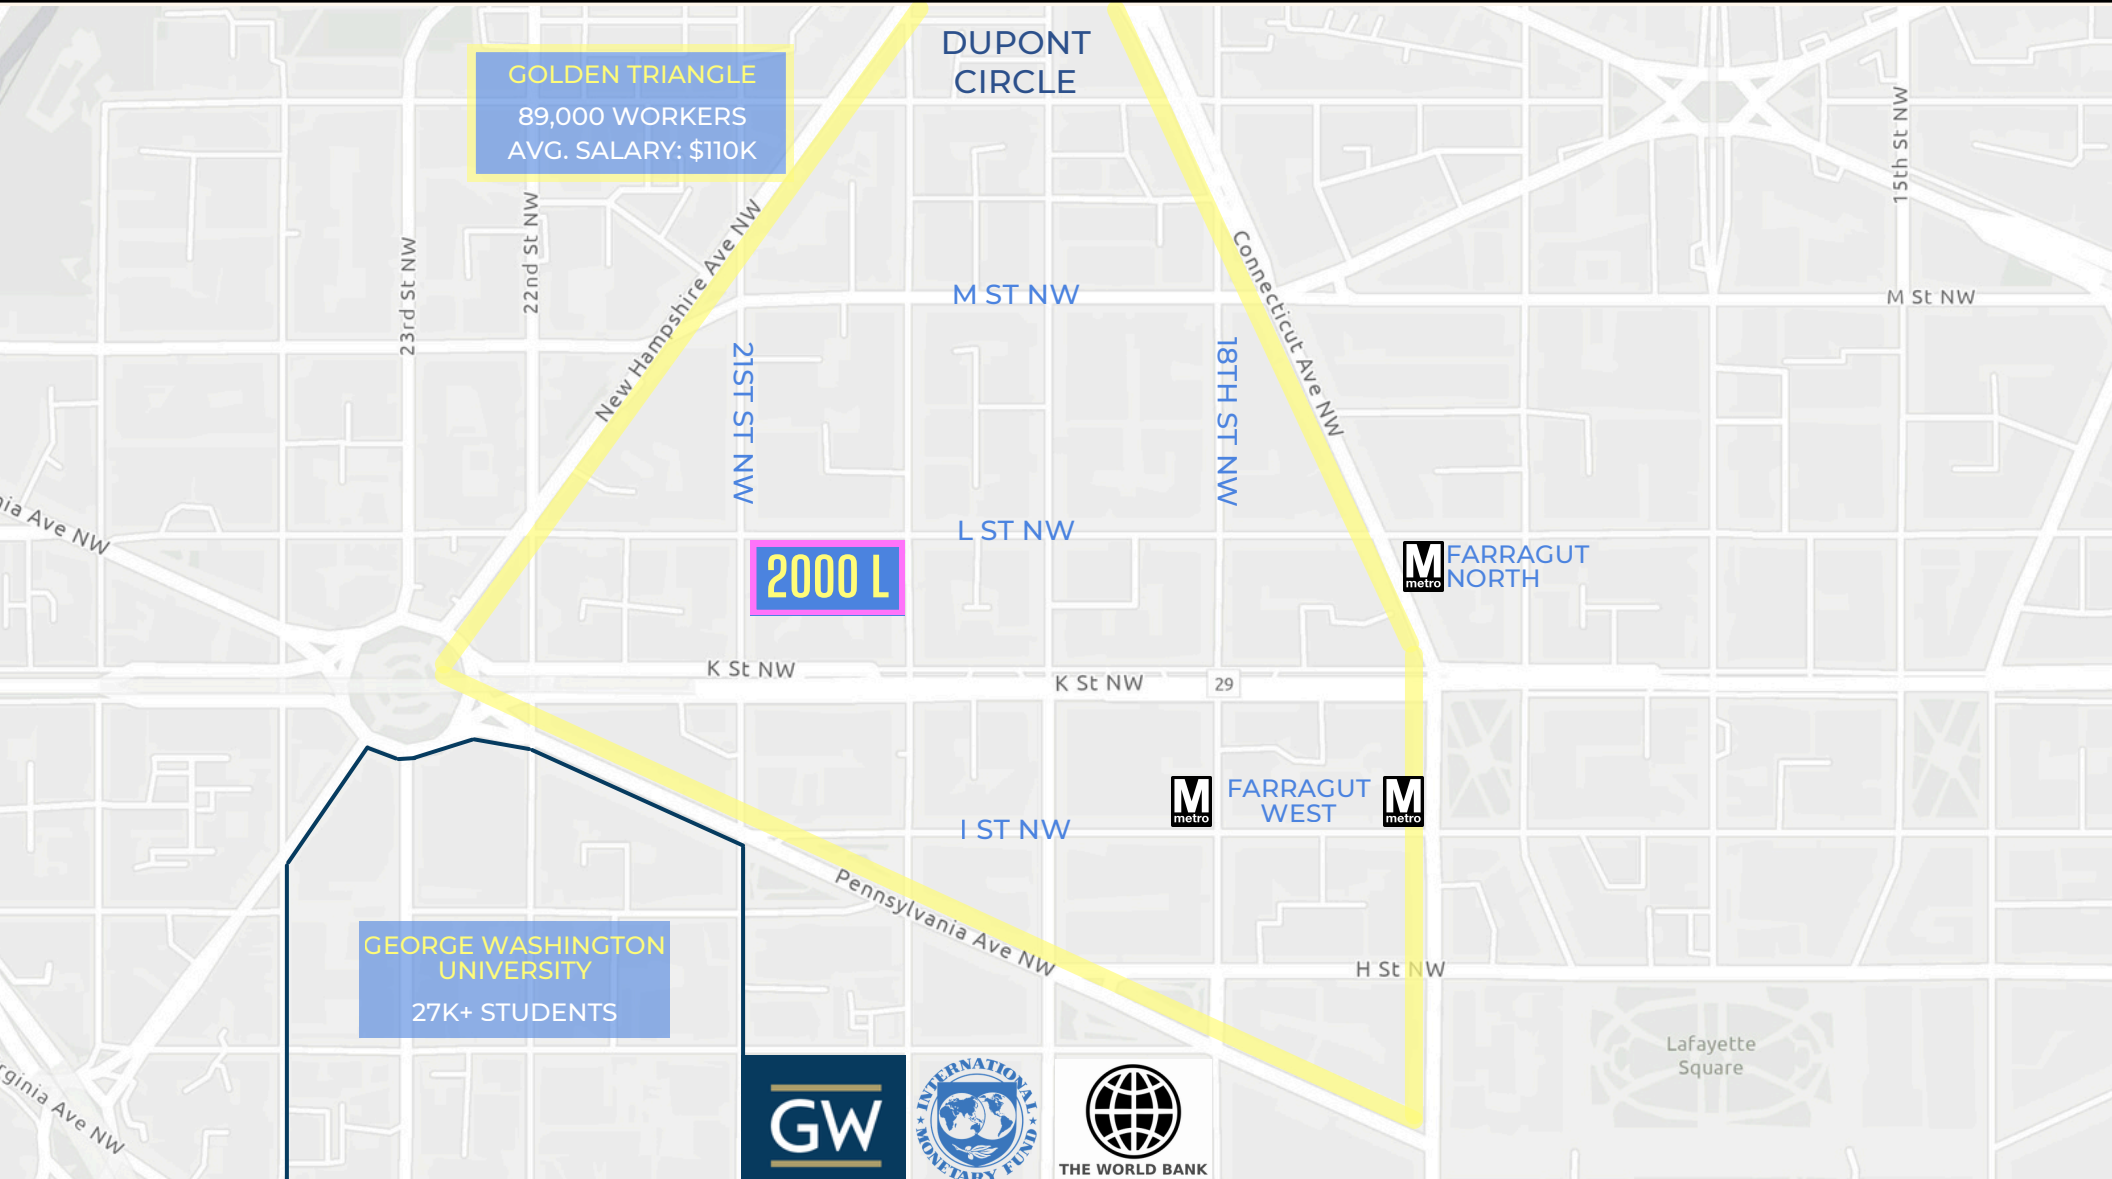 DUPONT
CIRCLE
GOLDEN TRIANGLE
89,000 WORKERS
AVG. SALARY: $110K
15th St NW
22nd St NW
23rd St NW
New Hampshire Ave NW
Connecticut Ave NW
M ST NW
M St NW
21ST ST NW
18TH ST NW
nia Ave NW
L ST NW
2000 L
M
metro
FARRAGUT
NORTH
K St NW
K St NW
29
M
metro
FARRAGUT
WEST
M
metro
I ST NW
Pennsylvania Ave NW
GEORGE WASHINGTON
UNIVERSITY
27K+ STUDENTS
H St NW
Lafayette
Square
rginia Ave NW
GW
INTERNATIONAL
MONETARY FUND
THE WORLD BANK